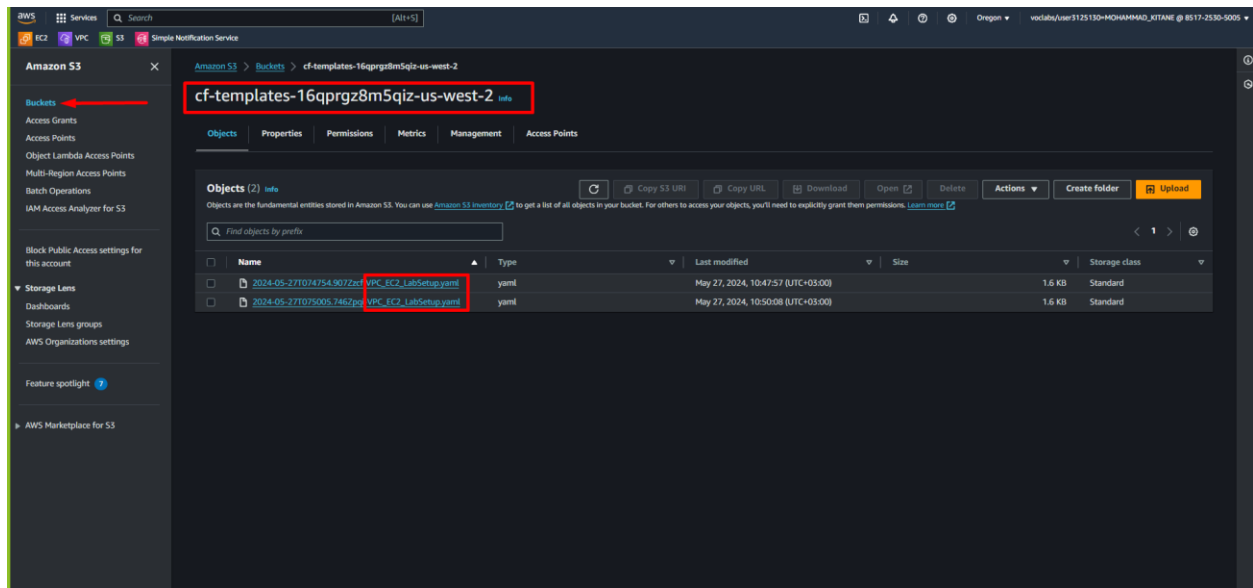 aws Services Search [Alt+S] Oregon voclabs/user3125130=MOHAMMAD_KITANE @ 8517-2530-5005
EC2 VPC S3 Simple Notification Service
Amazon S3
Buckets
Access Grants
Access Points
Object Lambda Access Points
Multi-Region Access Points
Batch Operations
IAM Access Analyzer for S3
Block Public Access settings for
this account
Storage Lens
Dashboards
Storage Lens groups
AWS Organizations settings
Feature spotlight 7
AWS Marketplace for S3
Amazon S3 > Buckets > cf-templates-16qprgz8m5qiz-us-west-2
cf-templates-16qprgz8m5qiz-us-west-2 Info
Objects Properties Permissions Metrics Management Access Points
Objects (2) Info
Copy S3 URI Copy URL Download Open Delete Actions Create folder Upload
Objects are the fundamental entities stored in Amazon S3. You can use Amazon S3 inventory to get a list of all objects in your bucket. For others to access your objects, you'll need to explicitly grant them permissions. Learn more
Find objects by prefix
1
Name Type Last modified Size Storage class
2024-05-27T074754.907Zzcf-VPC_EC2_LabSetup.yaml yaml May 27, 2024, 10:47:57 (UTC+03:00) 1.6 KB Standard
2024-05-27T075005.746Zpq VPC_EC2_LabSetup.yaml yaml May 27, 2024, 10:50:08 (UTC+03:00) 1.6 KB Standard